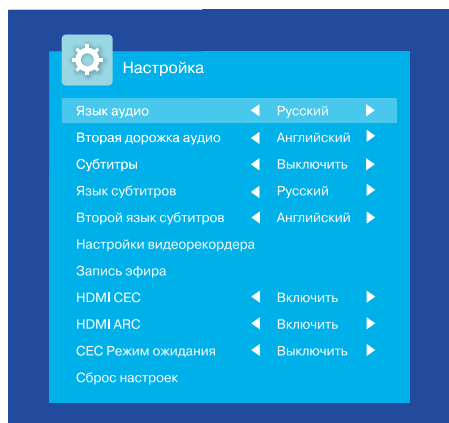 Настройка
Язык аудио Русский
Вторая дорожка аудио Английский
Субтитры Выключить
Язык субтитров Русский
Второй язык субтитров Английский
Настройки видеорекордера
Запись эфира
HDMI CEC Включить
HDMI ARC Включить
CEC Режим ожидания Выключить
Сброс настроек